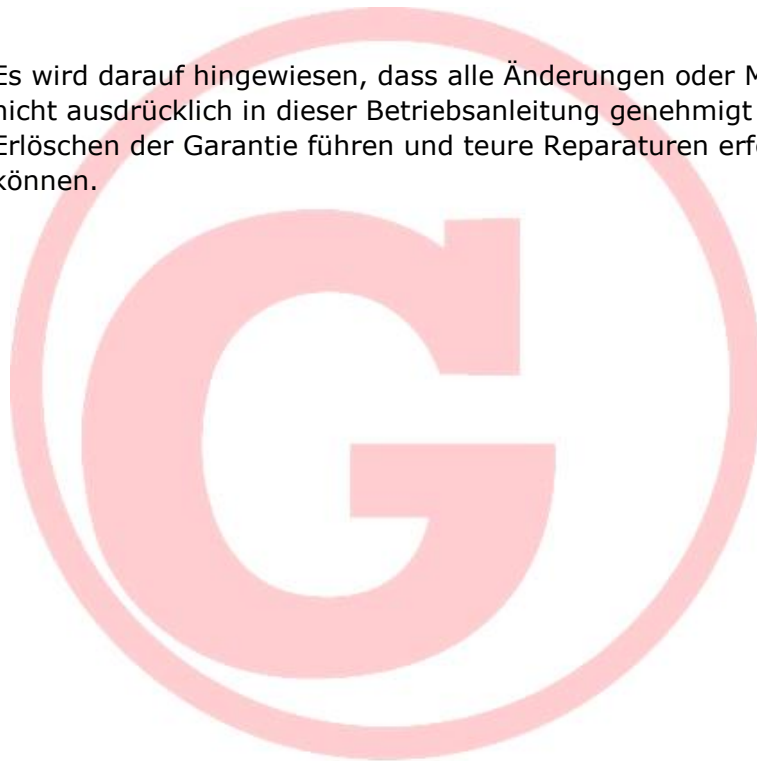 Es wird darauf hingewiesen, dass alle Änderungen oder
nicht ausdrücklich in dieser Betriebsanleitung genehmigt
Erlöschen der Garantie führen und teure Reparaturen
können.
G